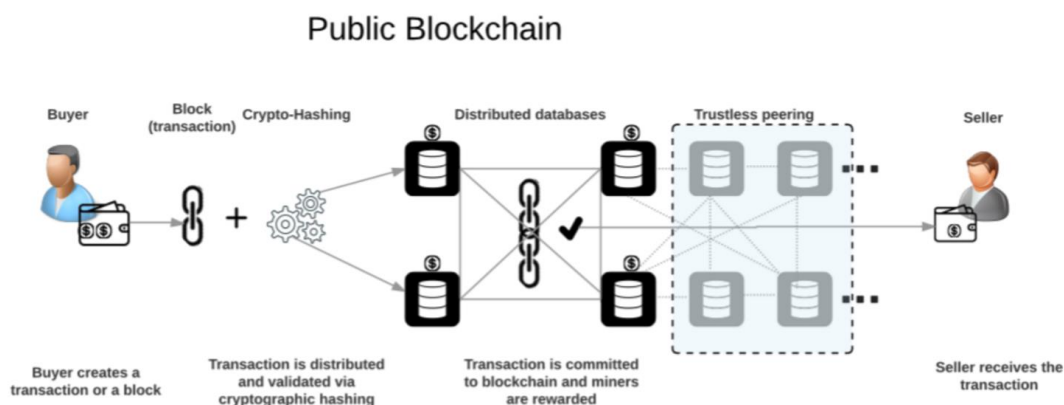 Public Blockchain
Buyer
Block
(transaction)
Crypto-Hashing
Distributed databases
Trustless peering
Seller
Buyer creates a
transaction or a block
Transaction is distributed
and validated via
cryptographic hashing
Transaction is committed
to blockchain and miners
are rewarded
Seller receives the
transaction